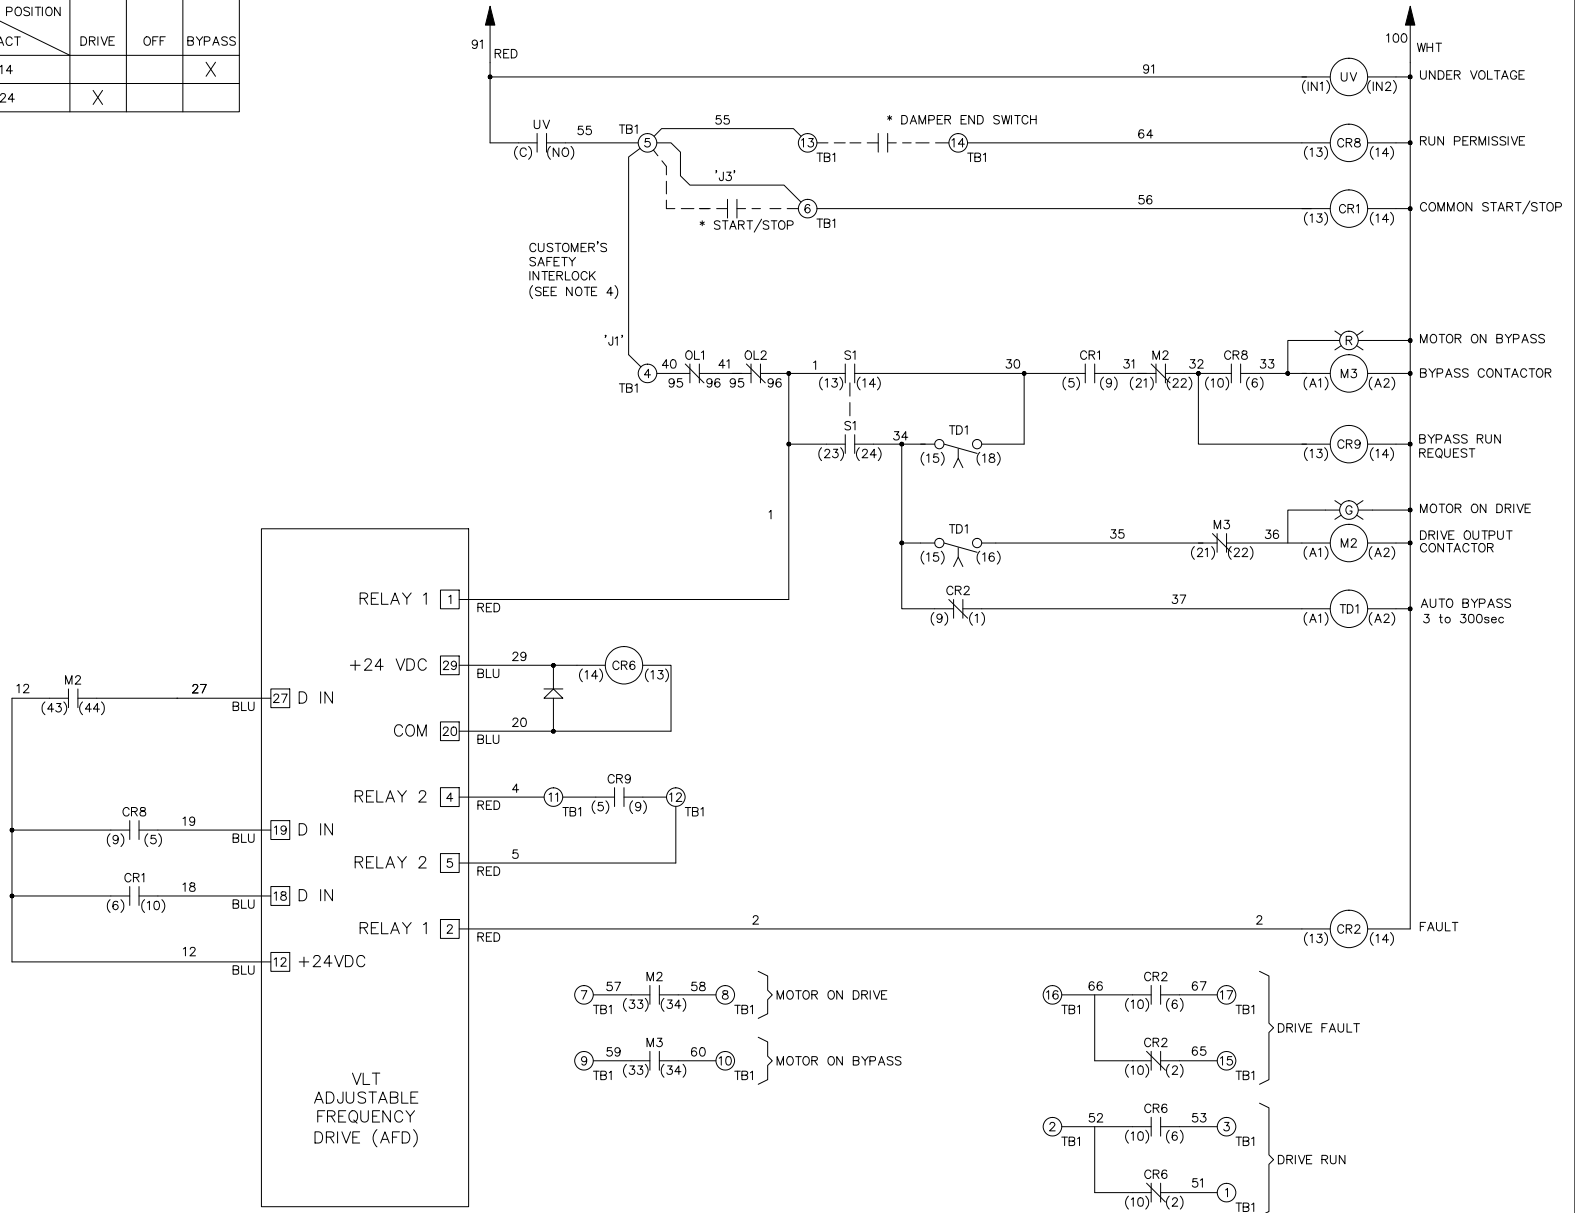 POSITION
ACT DRIVE OFF BYPASS
14 X
24 X
91 RED
100 WHT
91 (IN1) UV (IN2) UNDER VOLTAGE
UV 55 TB1 55 * DAMPER END SWITCH 64
(C) (NO) 5 13 TB1 14 TB1 (13) CR8 (14) RUN PERMISSIVE
'J3'
6 TB1 56 (13) CR1 (14) COMMON START/STOP
* START/STOP
CUSTOMER'S
SAFETY
INTERLOCK
(SEE NOTE 4)
'J1'
R MOTOR ON BYPASS
4 TB1 40 OL1 41 OL2 1 S1 30 CR1 31 M2 32 CR8 33
95 96 95 96 (13) (14) (5) (9) (21) (22) (10) (6) (A1) M3 (A2) BYPASS CONTACTOR
S1 34 TD1
(23) (24) (15) (18) (13) CR9 (14) BYPASS RUN
REQUEST
1
G MOTOR ON DRIVE
TD1 35 M3 36
(15) (16) (21) (22) (A1) M2 (A2) DRIVE OUTPUT
CONTACTOR
CR2 37
(9) (1) (A1) TD1 (A2) AUTO BYPASS
3 to 300sec
RELAY 1 1 RED
+24 VDC 29 29 BLU (14) CR6 (13)
12 M2 27 BLU 27 D IN
(43) (44)
COM 20 20 BLU
RELAY 2 4 4 RED 11 TB1 CR9 (5) (9) 12 TB1
CR8 19 BLU 19 D IN
(9) (5)
RELAY 2 5 5 RED
CR1 18 BLU 18 D IN
(6) (10)
RELAY 1 2 RED 2 2 (13) CR2 (14) FAULT
12 BLU 12 +24VDC
7 TB1 57 M2 (33) (34) 58 8 TB1 MOTOR ON DRIVE
9 TB1 59 M3 (33) (34) 60 10 TB1 MOTOR ON BYPASS
16 TB1 66 CR2 (10) (6) 67 17 TB1
DRIVE FAULT
CR2 (10) (2) 65 15 TB1
2 TB1 52 CR6 (10) (6) 53 3 TB1
DRIVE RUN
CR6 (10) (2) 51 1 TB1
VLT
ADJUSTABLE
FREQUENCY
DRIVE (AFD)